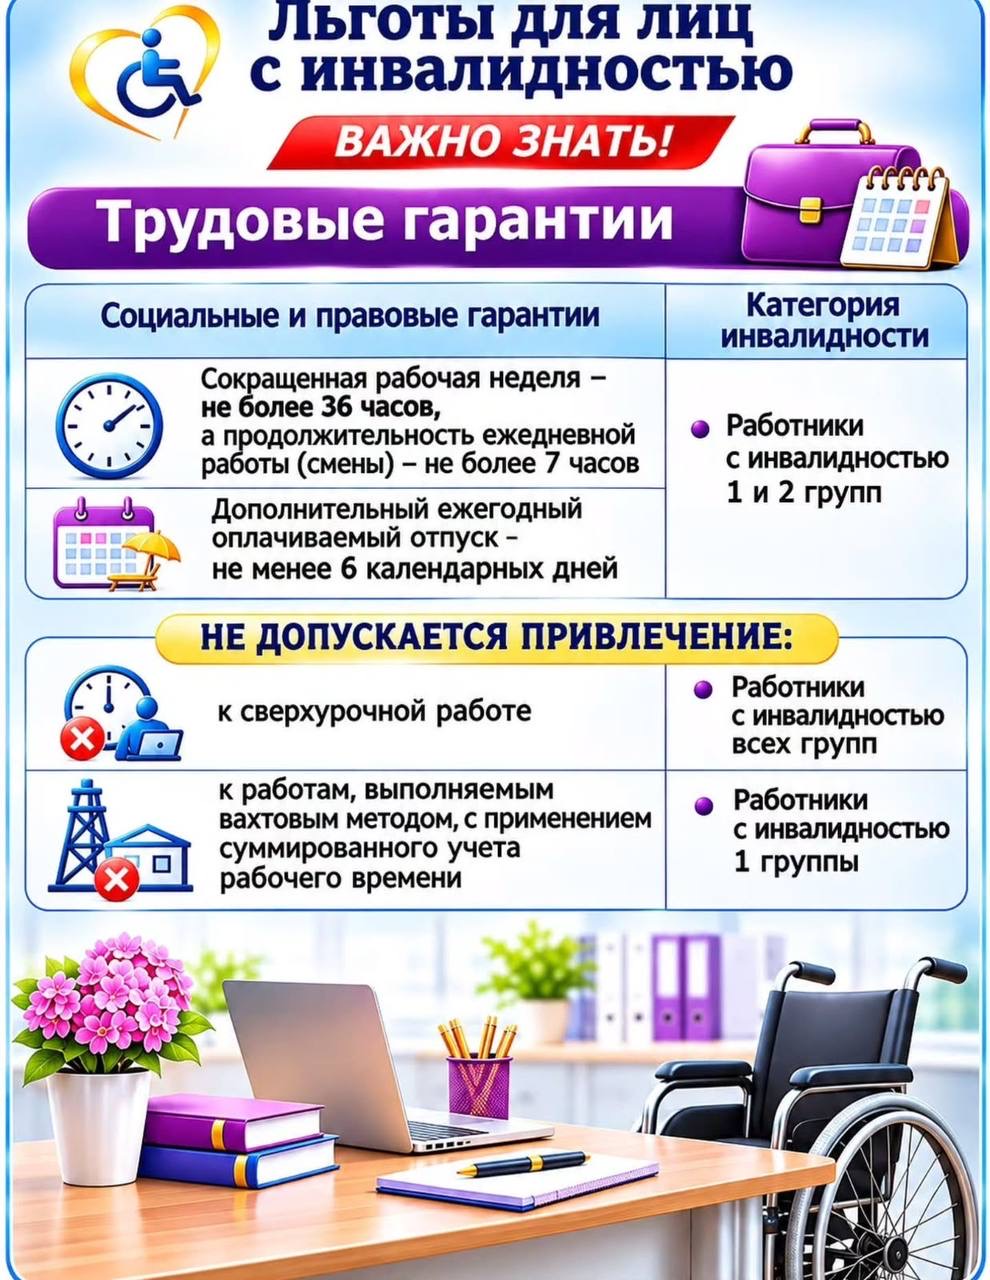 Льготы для лиц
с инвалидностью
ВАЖНО ЗНАТЬ!
Трудовые гарантии
Социальные и правовые гарантии
Категория
инвалидности
Сокращенная рабочая неделя –
не более 36 часов,
а продолжительность ежедневной
работы (смены) – не более 7 часов
Работники
с инвалидностью
1 и 2 групп
Дополнительный ежегодный
оплачиваемый отпуск –
не менее 6 календарных дней
НЕ ДОПУСКАЕТСЯ ПРИВЛЕЧЕНИЕ:
к сверхурочной работе
Работники
с инвалидностью
всех групп
к работам, выполняемым
вахтовым методом, с применением
суммированного учета
рабочего времени
Работники
с инвалидностью
1 группы